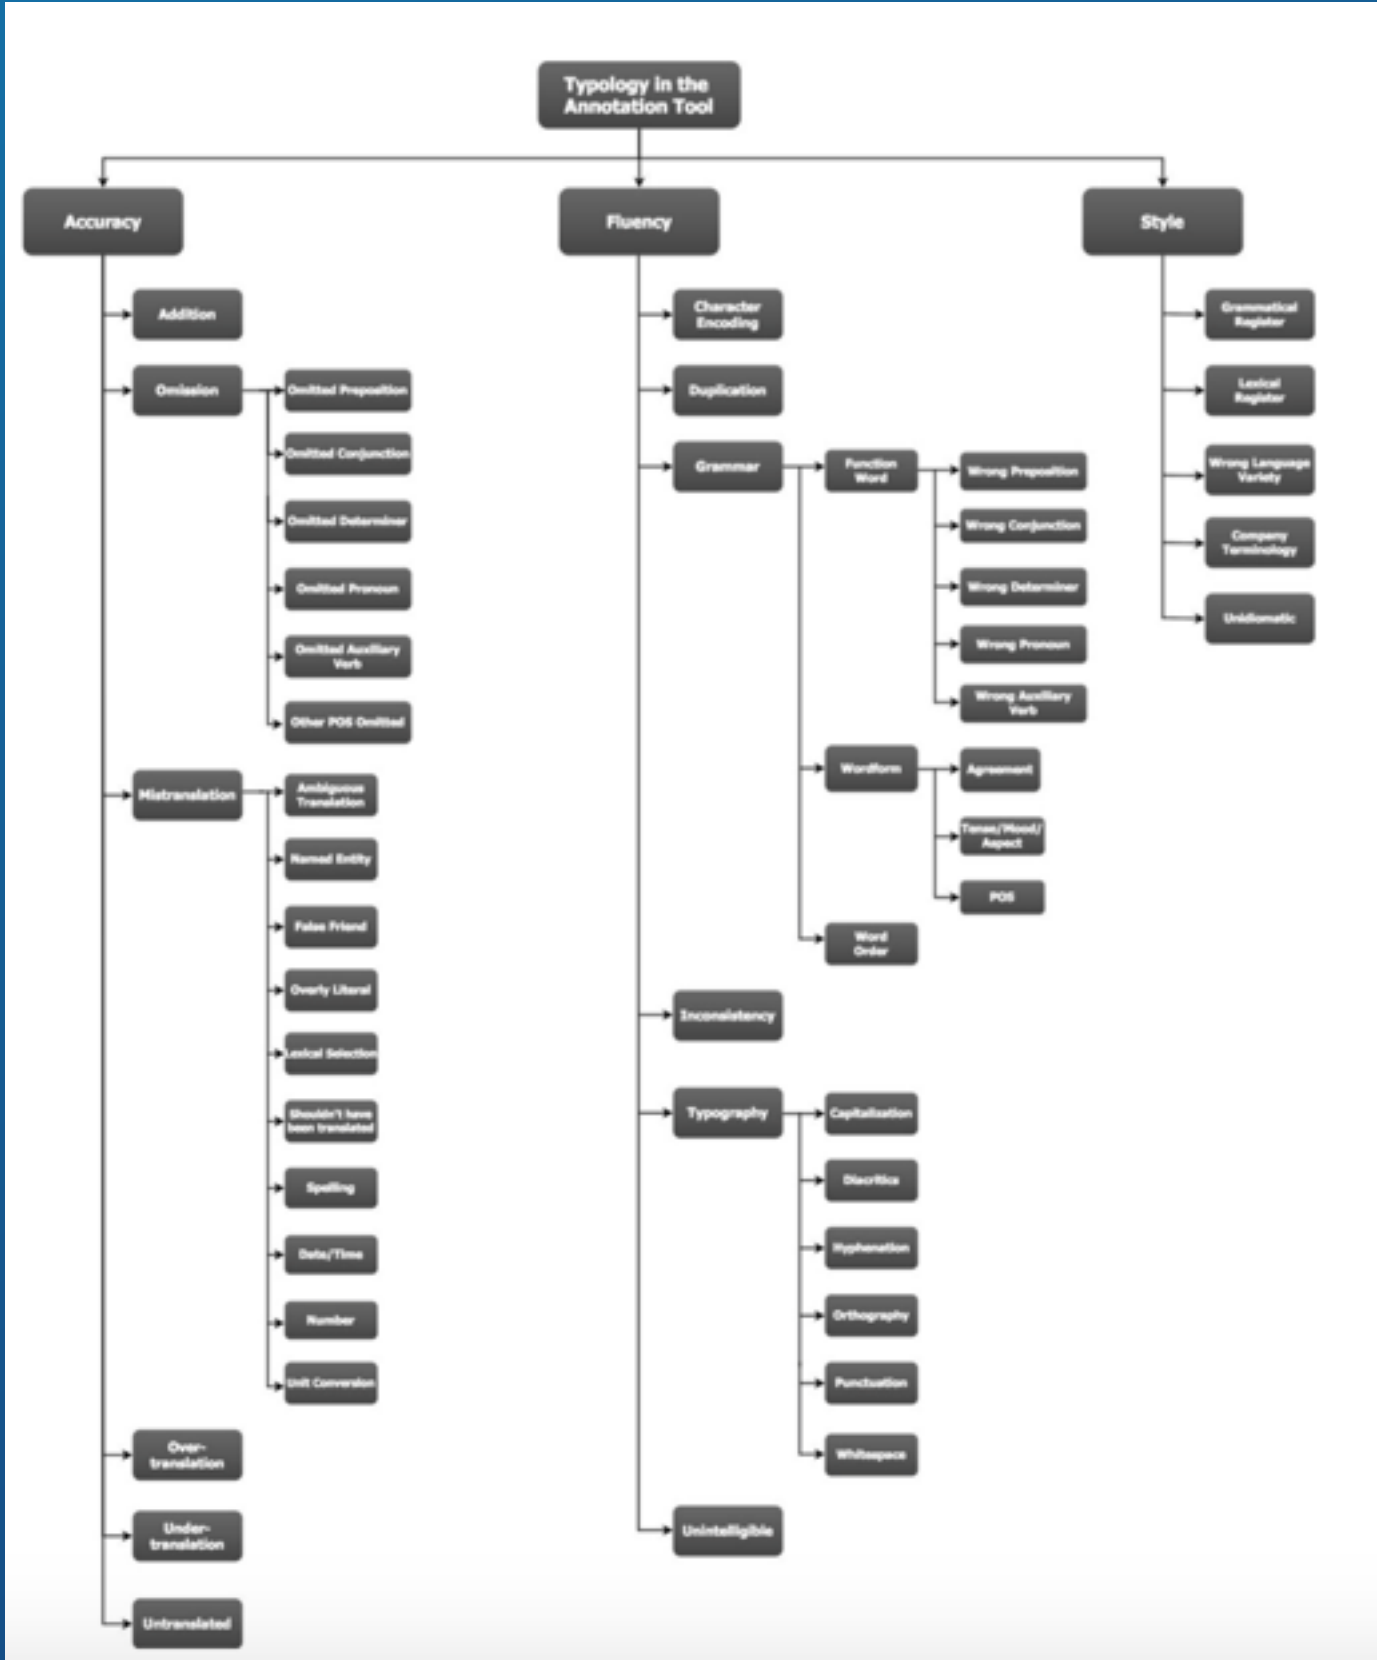 Typology in the
Annotation Tool
Accuracy
Fluency
Style
Addition
Omission
Omitted Preposition
Omitted Conjunction
Omitted Determiner
Omitted Pronoun
Omitted Auxiliary
Verb
Other POS Omitted
Mistranslation
Ambiguous
Translation
Named Entity
False Friend
Overly Literal
Lexical Selection
Shouldn't have
been translated
Spelling
Date/Time
Number
Unit Conversion
Over-
translation
Under-
translation
Untranslated
Character
Encoding
Duplication
Grammar
Function
Word
Wrong Preposition
Wrong Conjunction
Wrong Determiner
Wrong Pronoun
Wrong Auxiliary
Verb
Wordform
Agreement
Tense/Mood/
Aspect
POS
Word
Order
Inconsistency
Typography
Capitalization
Diacritics
Hyphenation
Orthography
Punctuation
Whitespace
Unintelligible
Grammatical
Register
Lexical
Register
Wrong Language
Variety
Company
Terminology
Unidiomatic